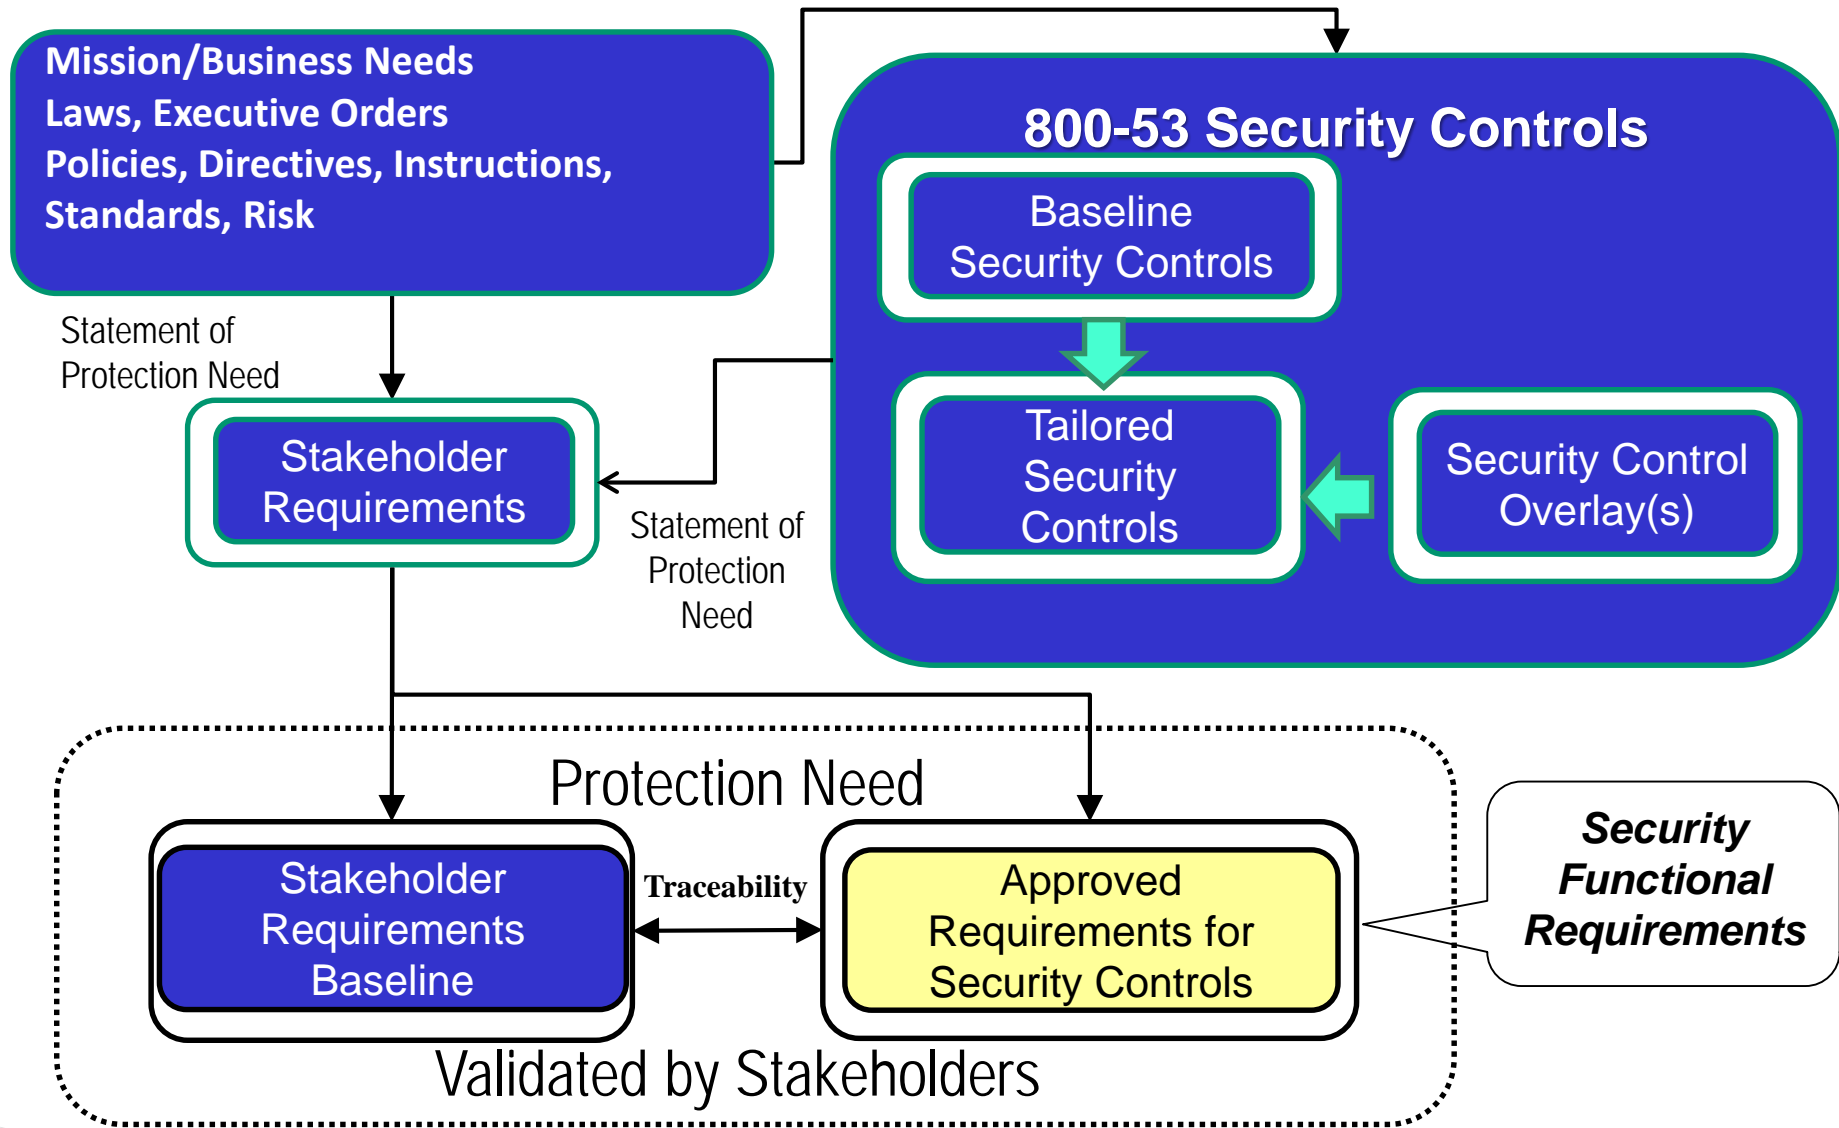 Mission/Business Needs
Laws, Executive Orders
Policies, Directives, Instructions,
Standards, Risk
800-53 Security Controls
Baseline
Security Controls
Statement of
Protection Need
Stakeholder
Requirements
Tailored
Security
Controls
Security Control
Overlay(s)
Statement of
Protection
Need
Protection Need
Stakeholder
Requirements
Baseline
Traceability
Approved
Requirements for
Security Controls
Security
Functional
Requirements
Validated by Stakeholders